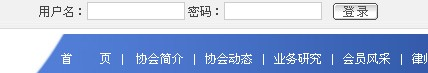 用户名： 密码： 登录
首 页 | 协会简介 | 协会动态 | 业务研究 | 会员风采 | 律